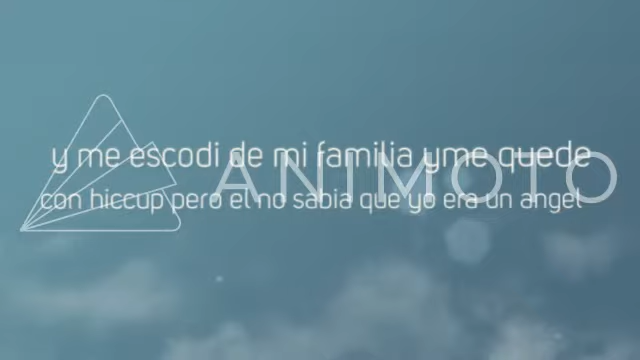 y me escodi de mi familia yme quede
ANIMOTO
con hiccup pero el no sabia que yo era un angel